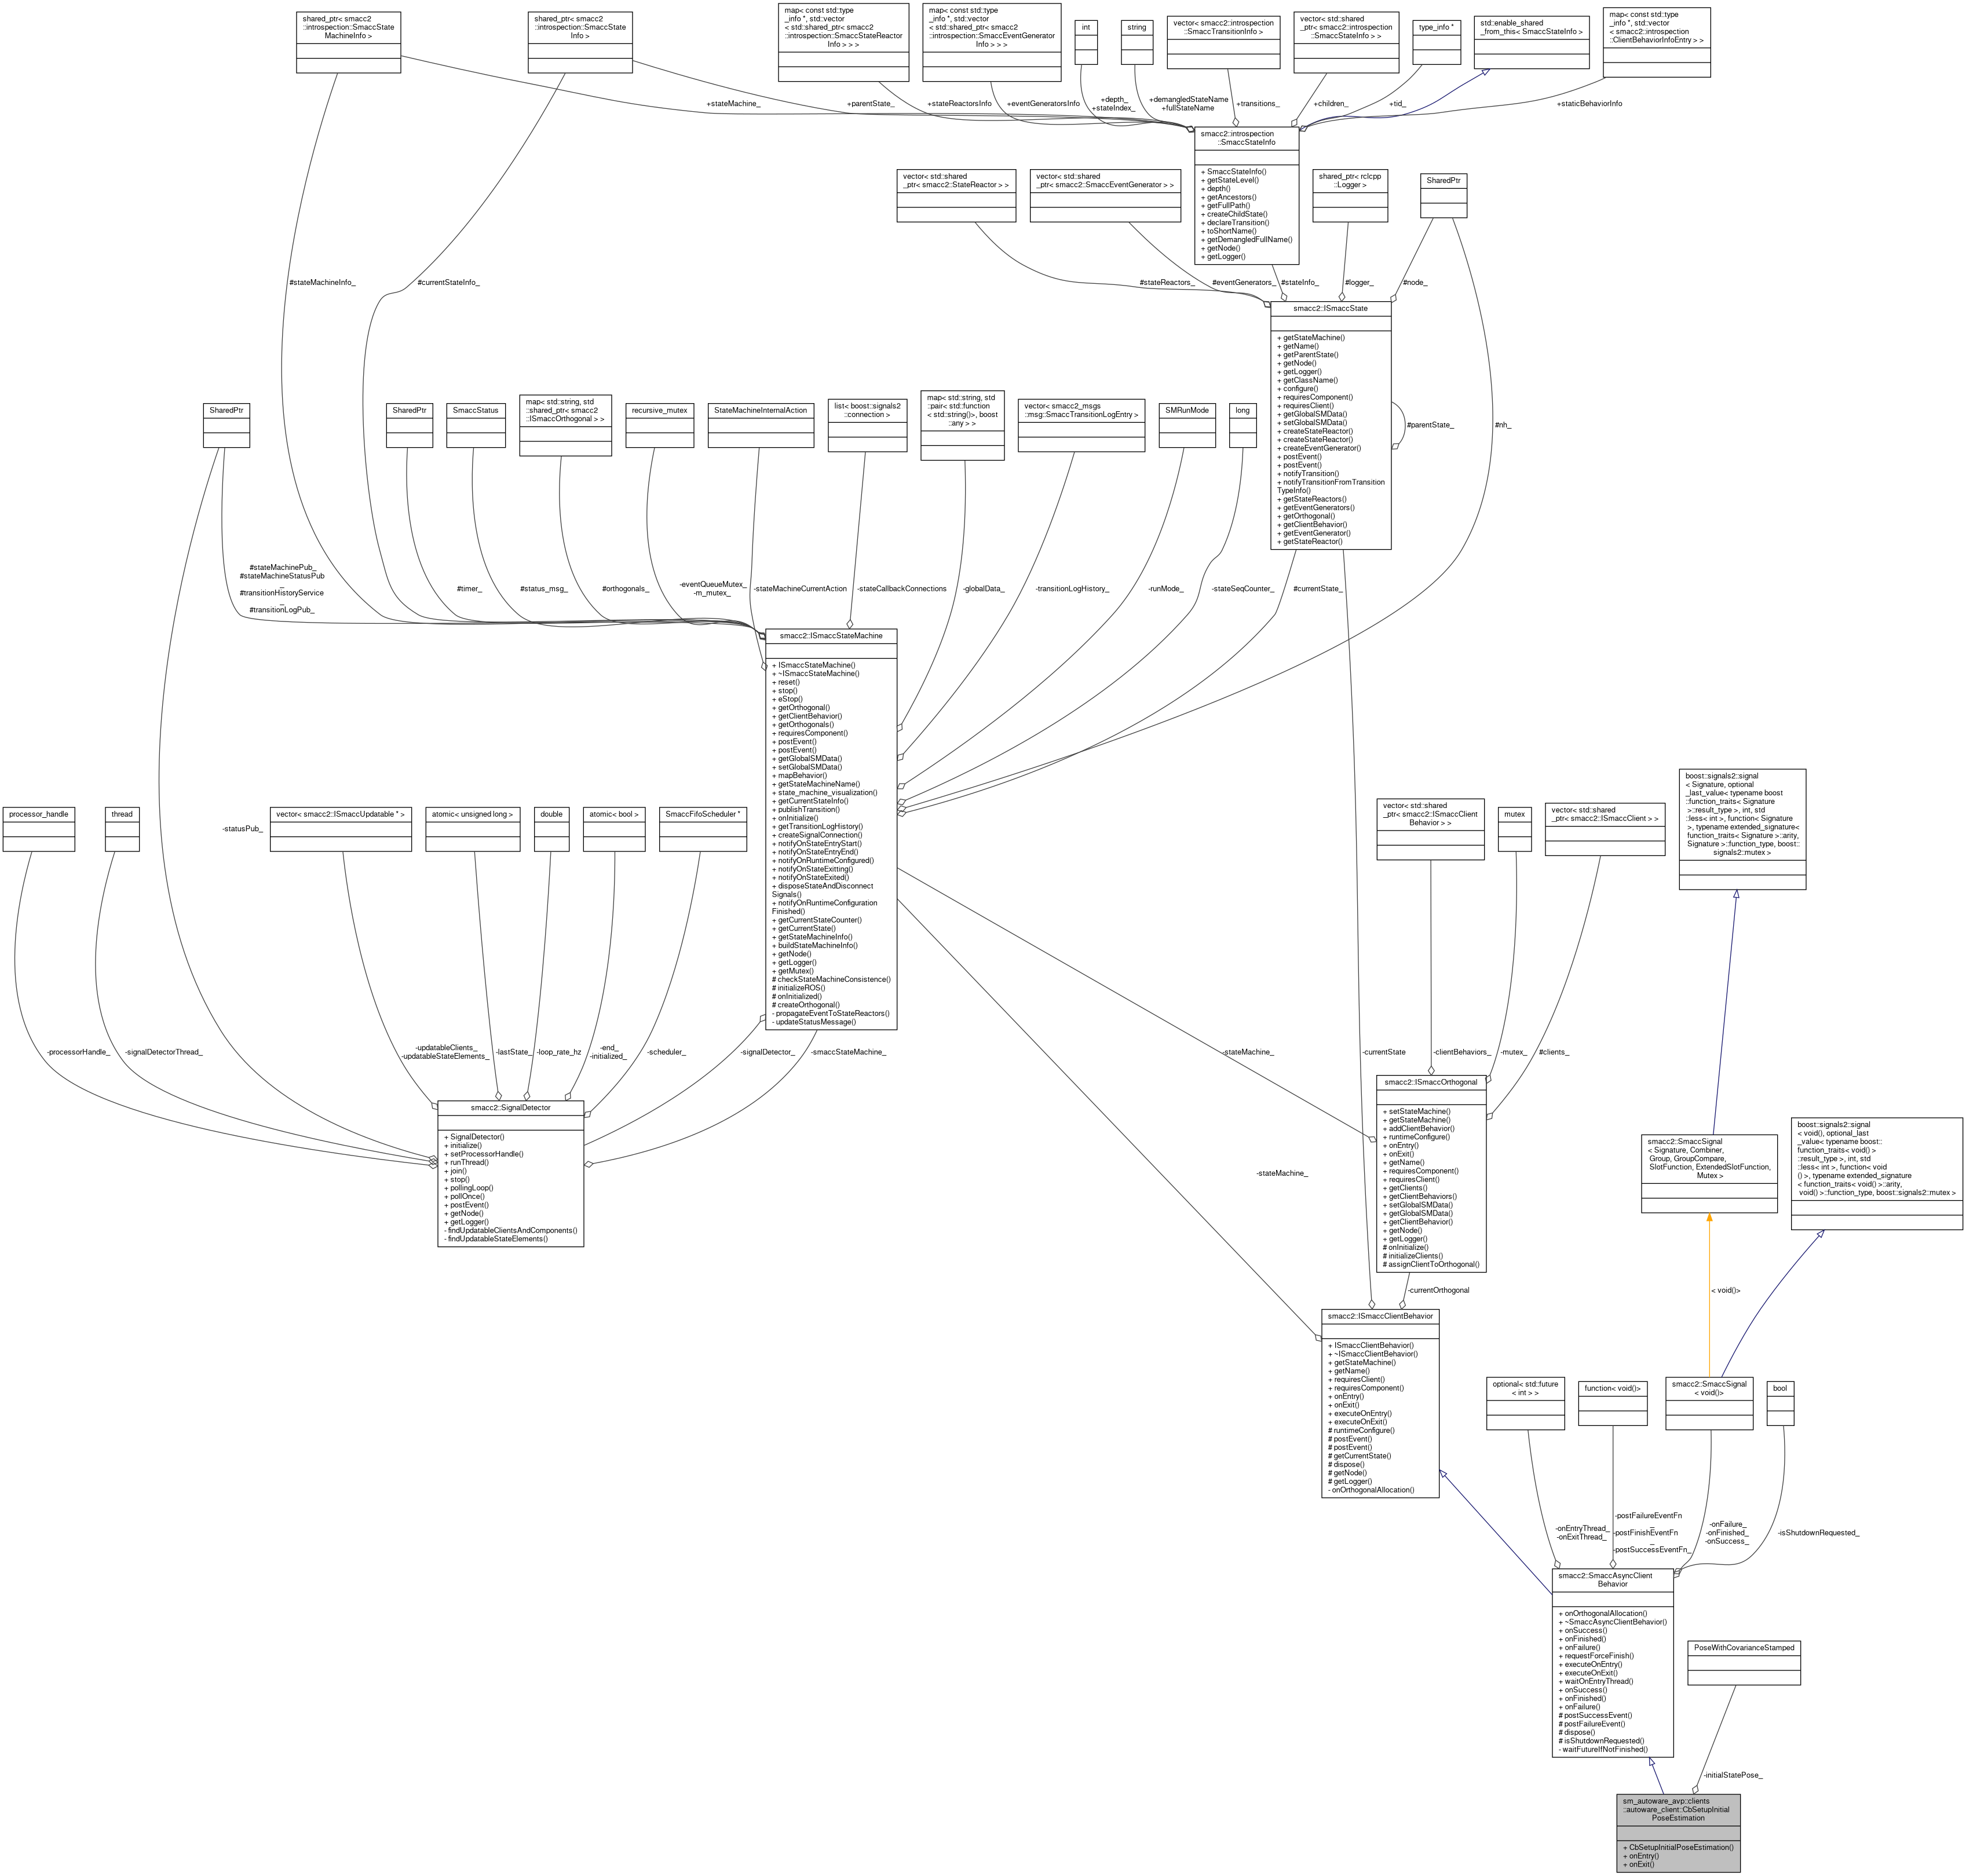 shared_ptr< smacc2
::introspection::SmaccState
MachineInfo >
shared_ptr< smacc2
::introspection::SmaccState
Info >
map< const std::type
_info *, std::vector
< std::shared_ptr< smacc2
::introspection::SmaccStateReactor
Info > > >
map< const std::type
_info *, std::vector
< std::shared_ptr< smacc2
::introspection::SmaccEventGenerator
Info > > >
int
string
vector< smacc2::introspection
::SmaccTransitionInfo >
vector< std::shared
_ptr< smacc2::introspection
::SmaccStateInfo > >
type_info *
std::enable_shared
_from_this< SmaccStateInfo >
map< const std::type
_info *, std::vector
< smacc2::introspection
::ClientBehaviorInfoEntry > >
+stateMachine_
+parentState_
+stateReactorsInfo
+eventGeneratorsInfo
+depth_
+stateIndex_
+demangledStateName
+fullStateName
+transitions_
+children_
+tid_
+staticBehaviorInfo
smacc2::introspection
::SmaccStateInfo
+ SmaccStateInfo()
+ getStateLevel()
+ depth()
+ getAncestors()
+ getFullPath()
+ createChildState()
+ declareTransition()
+ toShortName()
+ getDemangledFullName()
+ getNode()
+ getLogger()
vector< std::shared
_ptr< smacc2::StateReactor > >
vector< std::shared
_ptr< smacc2::SmaccEventGenerator > >
shared_ptr< rclcpp
::Logger >
SharedPtr
#stateMachineInfo_
#currentStateInfo_
#stateReactors_
#eventGenerators_
#stateInfo_
#logger_
#node_
smacc2::ISmaccState
+ getStateMachine()
+ getName()
+ getParentState()
+ getNode()
+ getLogger()
+ getClassName()
+ configure()
+ requiresComponent()
+ requiresClient()
+ getGlobalSMData()
+ setGlobalSMData()
+ createStateReactor()
+ createStateReactor()
+ createEventGenerator()
+ postEvent()
+ postEvent()
+ notifyTransition()
+ notifyTransitionFromTransition
TypeInfo()
+ getStateReactors()
+ getEventGenerators()
+ getOrthogonal()
+ getClientBehavior()
+ getEventGenerator()
+ getStateReactor()
#parentState_
#nh_
SharedPtr
SharedPtr
SmaccStatus
map< std::string, std
::shared_ptr< smacc2
::ISmaccOrthogonal > >
recursive_mutex
StateMachineInternalAction
list< boost::signals2
::connection >
map< std::string, std
::pair< std::function
< std::string()>, boost
::any > >
vector< smacc2_msgs
::msg::SmaccTransitionLogEntry >
SMRunMode
long
#stateMachinePub_
#stateMachineStatusPub
_
#transitionHistoryService
_
#transitionLogPub_
#timer_
#status_msg_
#orthogonals_
-eventQueueMutex_
-m_mutex_
-stateMachineCurrentAction
-stateCallbackConnections
-globalData_
-transitionLogHistory_
-runMode_
-stateSeqCounter_
#currentState_
smacc2::ISmaccStateMachine
+ ISmaccStateMachine()
+ ~ISmaccStateMachine()
+ reset()
+ stop()
+ eStop()
+ getOrthogonal()
+ getClientBehavior()
+ getOrthogonals()
+ requiresComponent()
+ postEvent()
+ postEvent()
+ getGlobalSMData()
+ setGlobalSMData()
+ mapBehavior()
+ getStateMachineName()
+ state_machine_visualization()
+ getCurrentStateInfo()
+ publishTransition()
+ onInitialize()
+ getTransitionLogHistory()
+ createSignalConnection()
+ notifyOnStateEntryStart()
+ notifyOnStateEntryEnd()
+ notifyOnRuntimeConfigured()
+ notifyOnStateExitting()
+ notifyOnStateExited()
+ disposeStateAndDisconnect
Signals()
+ notifyOnRuntimeConfiguration
Finished()
+ getCurrentStateCounter()
+ getCurrentState()
+ getStateMachineInfo()
+ buildStateMachineInfo()
+ getNode()
+ getLogger()
+ getMutex()
# checkStateMachineConsistence()
# initializeROS()
# onInitialized()
# createOrthogonal()
- propagateEventToStateReactors()
- updateStatusMessage()
processor_handle
thread
-statusPub_
vector< smacc2::ISmaccUpdatable * >
atomic< unsigned long >
double
atomic< bool >
SmaccFifoScheduler *
-processorHandle_
-signalDetectorThread_
-updatableClients_
-updatableStateElements_
-lastState_
-loop_rate_hz
-end_
-initialized_
-scheduler_
-signalDetector_
-smaccStateMachine_
smacc2::SignalDetector
+ SignalDetector()
+ initialize()
+ setProcessorHandle()
+ runThread()
+ join()
+ stop()
+ pollingLoop()
+ pollOnce()
+ postEvent()
+ getNode()
+ getLogger()
- findUpdatableClientsAndComponents()
- findUpdatableStateElements()
vector< std::shared
_ptr< smacc2::ISmaccClient
Behavior > >
mutex
vector< std::shared
_ptr< smacc2::ISmaccClient > >
boost::signals2::signal
< Signature, optional
_last_value< typename boost
::function_traits< Signature
>::result_type >, int, std
::less< int >, function< Signature
>, typename extended_signature<
function_traits< Signature >::arity,
Signature >::function_type, boost::
signals2::mutex >
-stateMachine_
-currentState
-clientBehaviors_
-mutex_
#clients_
smacc2::ISmaccOrthogonal
+ setStateMachine()
+ getStateMachine()
+ addClientBehavior()
+ runtimeConfigure()
+ onEntry()
+ onExit()
+ getName()
+ requiresComponent()
+ requiresClient()
+ getClients()
+ getClientBehaviors()
+ setGlobalSMData()
+ getGlobalSMData()
+ getClientBehavior()
+ getNode()
+ getLogger()
# onInitialize()
# initializeClients()
# assignClientToOrthogonal()
smacc2::SmaccSignal
< Signature, Combiner,
Group, GroupCompare,
SlotFunction, ExtendedSlotFunction,
Mutex >
boost::signals2::signal
< void(), optional_last
_value< typename boost::
function_traits< void() >
::result_type >, int, std
::less< int >, function< void
() >, typename extended_signature
< function_traits< void() >::arity,
void() >::function_type, boost::signals2::mutex >
-stateMachine_
-currentOrthogonal
< void()>
smacc2::ISmaccClientBehavior
+ ISmaccClientBehavior()
+ ~ISmaccClientBehavior()
+ getStateMachine()
+ getName()
+ requiresClient()
+ requiresComponent()
+ onEntry()
+ onExit()
+ executeOnEntry()
+ executeOnExit()
# runtimeConfigure()
# postEvent()
# postEvent()
# getCurrentState()
# dispose()
# getNode()
# getLogger()
- onOrthogonalAllocation()
optional< std::future
< int > >
function< void()>
smacc2::SmaccSignal
< void()>
bool
-onEntryThread_
-onExitThread_
-postFailureEventFn
_
-postFinishEventFn
_
-postSuccessEventFn_
-onFailure_
-onFinished_
-onSuccess_
-isShutdownRequested_
smacc2::SmaccAsyncClient
Behavior
+ onOrthogonalAllocation()
+ ~SmaccAsyncClientBehavior()
+ onSuccess()
+ onFinished()
+ onFailure()
+ requestForceFinish()
+ executeOnEntry()
+ executeOnExit()
+ waitOnEntryThread()
+ onSuccess()
+ onFinished()
+ onFailure()
# postSuccessEvent()
# postFailureEvent()
# dispose()
# isShutdownRequested()
- waitFutureIfNotFinished()
PoseWithCovarianceStamped
-initialStatePose_
sm_autoware_avp::clients
::autoware_client::CbSetupInitial
PoseEstimation
+ CbSetupInitialPoseEstimation()
+ onEntry()
+ onExit()